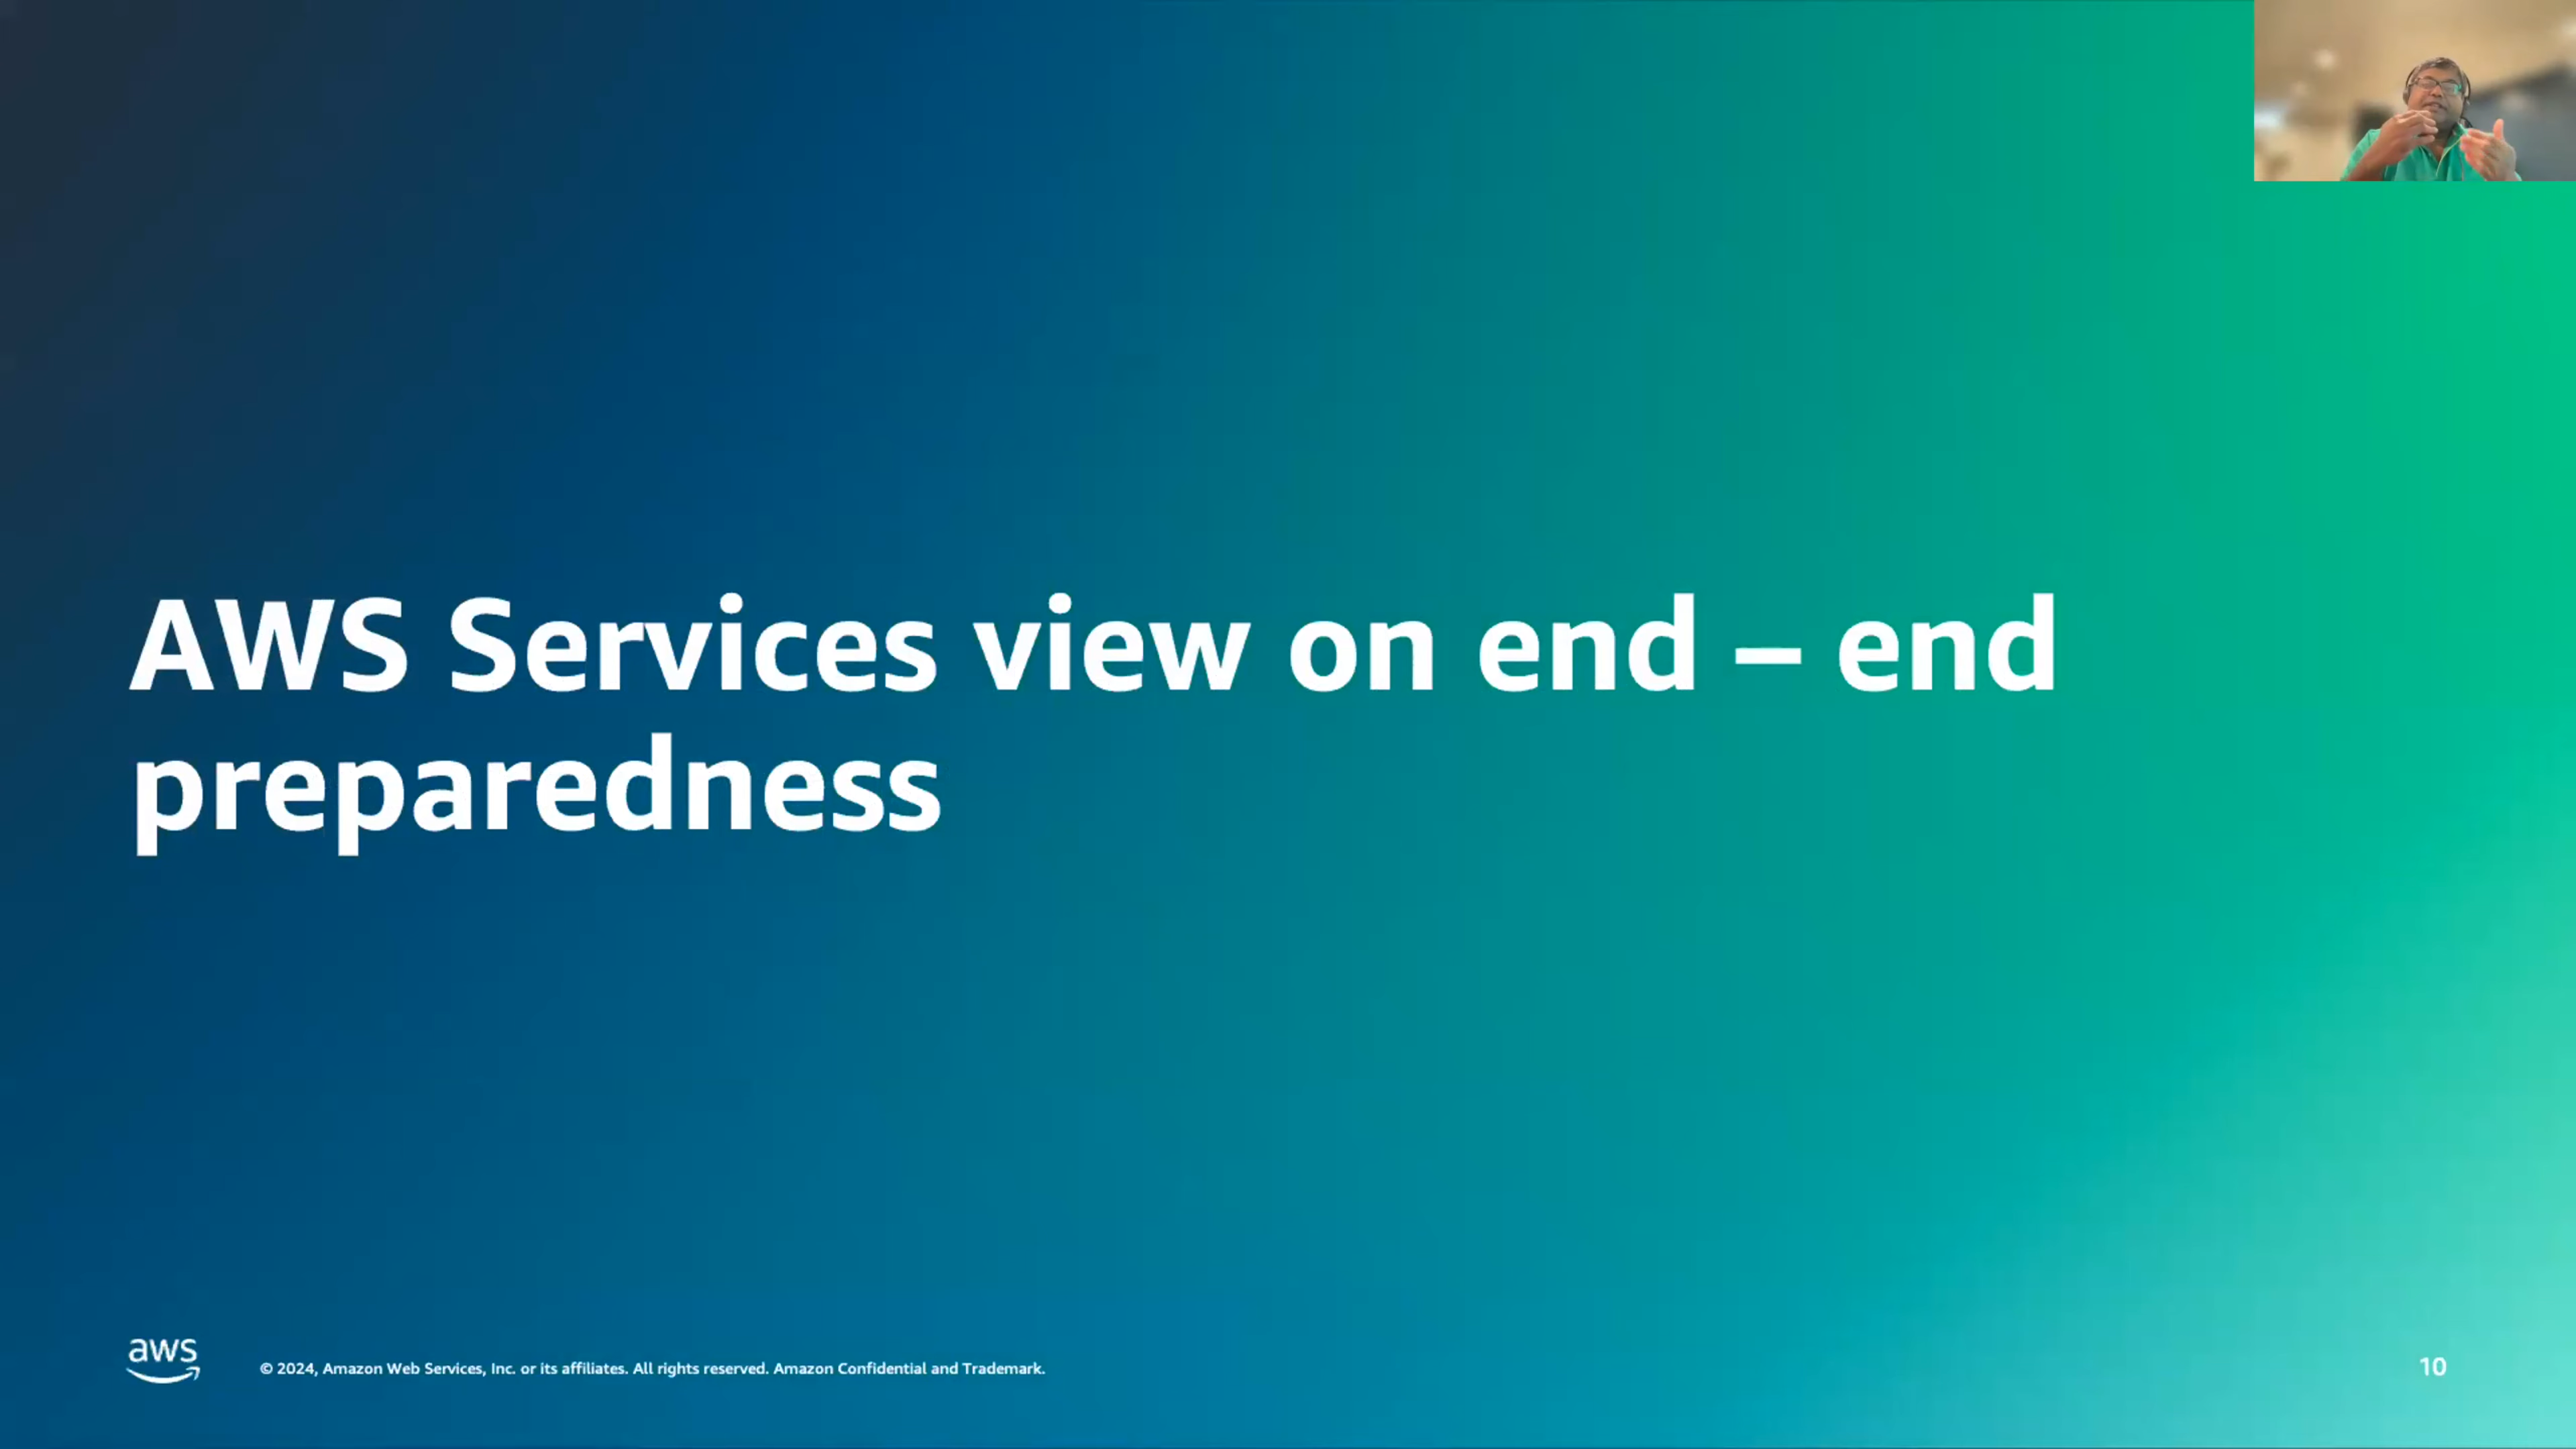 AWS Services view on end – end
preparedness
aws
© 2024, Amazon Web Services, Inc. or its affiliates. All rights reserved. Amazon Confidential and Trademark.
10